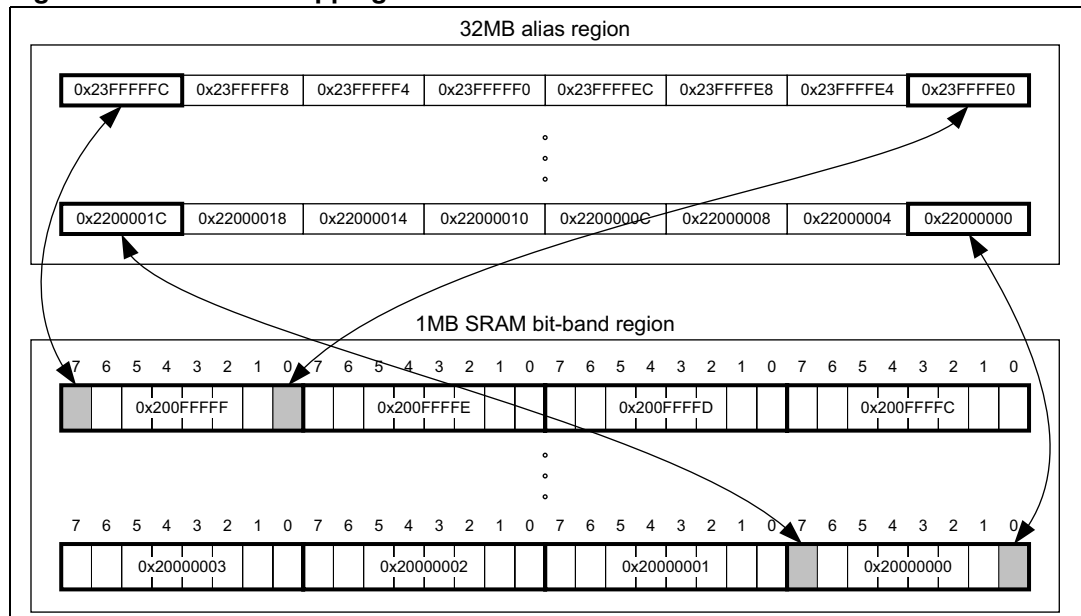 32MB alias region
0x23FFFFFC 0x23FFFFF8 0x23FFFFF4 0x23FFFFF0 0x23FFFFEC 0x23FFFFE8 0x23FFFFE4 0x23FFFFE0
0x2200001C 0x22000018 0x22000014 0x22000010 0x2200000C 0x22000008 0x22000004 0x22000000
1MB SRAM bit-band region
7 6 5 4 3 2 1 0 7 6 5 4 3 2 1 0 7 6 5 4 3 2 1 0 7 6 5 4 3 2 1 0
0x200FFFFF 0x200FFFFE 0x200FFFFD 0x200FFFFC
7 6 5 4 3 2 1 0 7 6 5 4 3 2 1 0 7 6 5 4 3 2 1 0 7 6 5 4 3 2 1 0
0x20000003 0x20000002 0x20000001 0x20000000